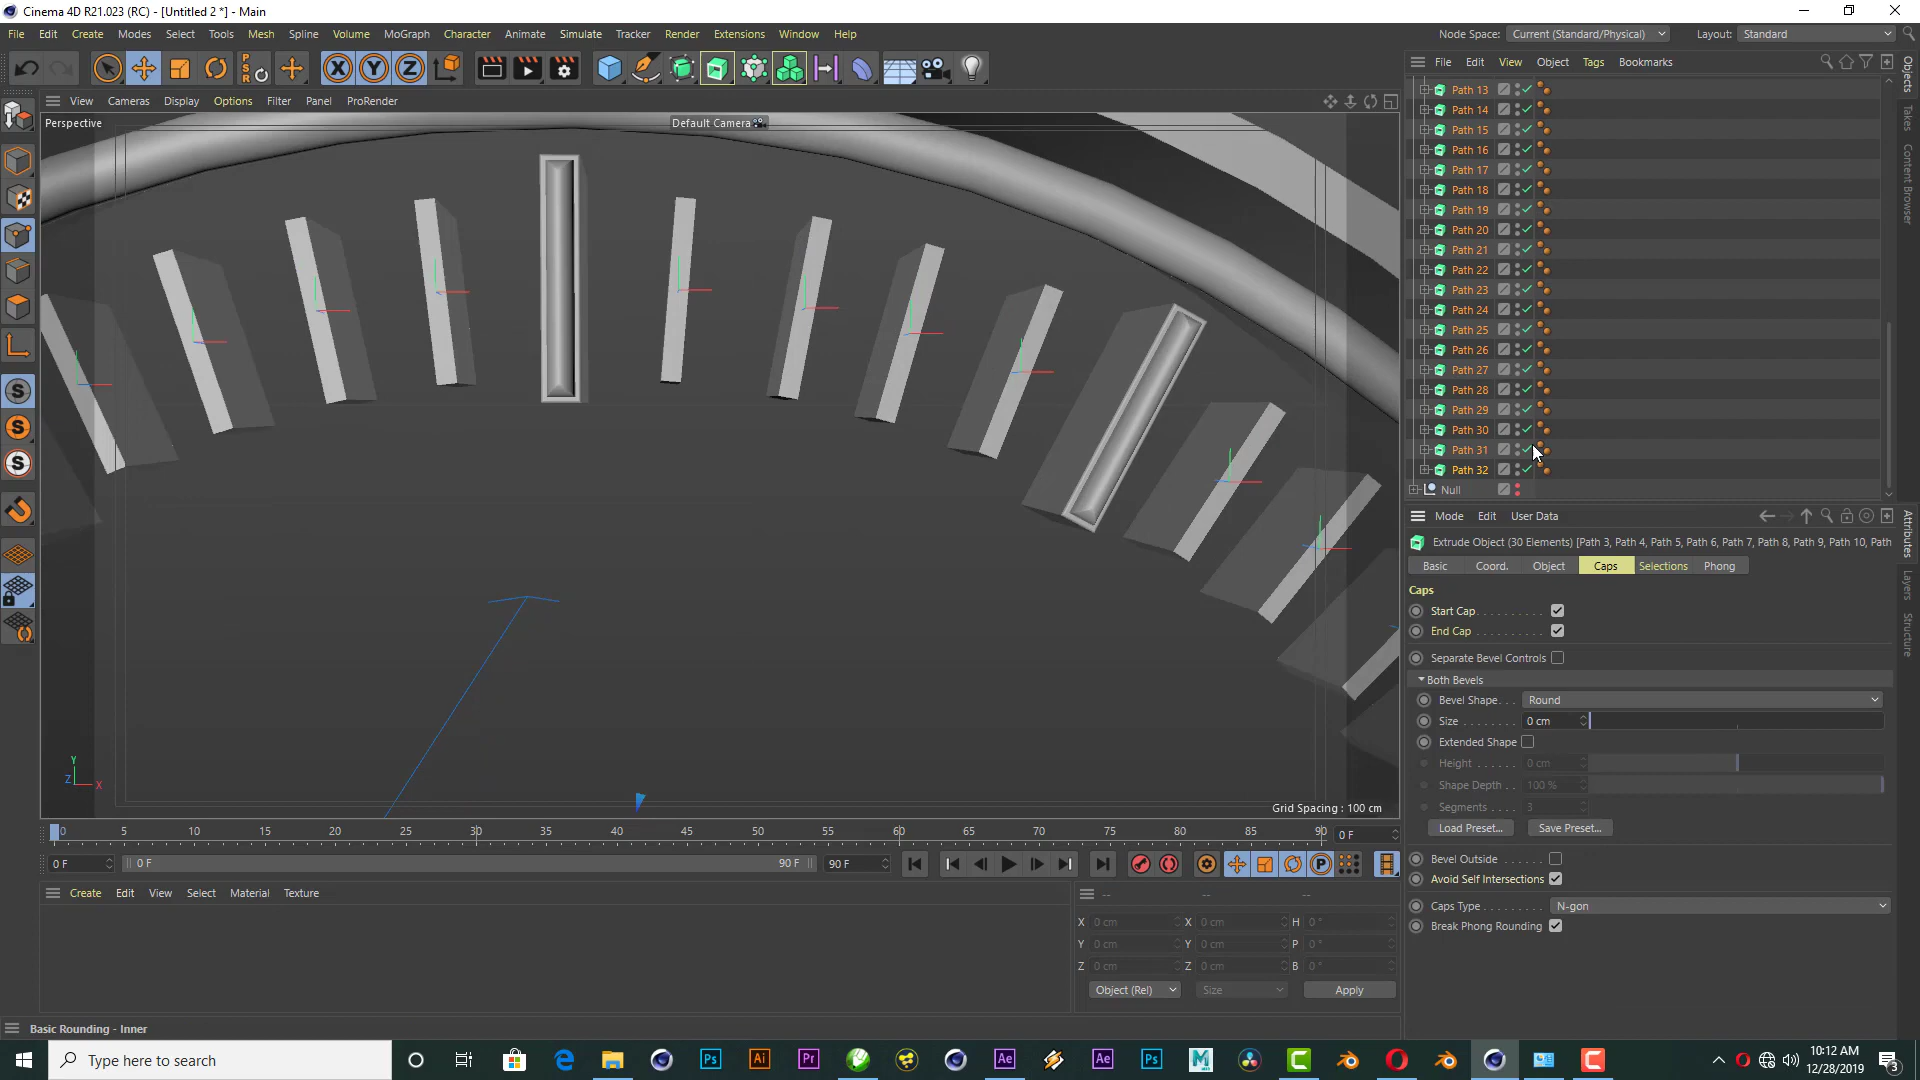 Cinema 4D R21.023 (RC) - [Untitled 2 *] - Main
File Edit Create Modes Select Tools Mesh Spline Volume MoGraph Character Animate Simulate Tracker Render Extensions Window Help
Node Space: Current (Standard/Physical) Layout: Standard
View Cameras Display Options Filter Panel ProRender
File Edit View Object Tags Bookmarks
Perspective
Default Camera
Path 13
Path 14
Path 15
Path 16
Path 17
Path 18
Path 19
Path 20
Path 21
Path 22
Path 23
Path 24
Path 25
Path 26
Path 27
Path 28
Path 29
Path 30
Path 31
Path 32
Null
Objects
Takes
Content Browser
Attributes
Layers
Structure
Mode Edit User Data
Extrude Object (30 Elements) [Path 3, Path 4, Path 5, Path 6, Path 7, Path 8, Path 9, Path 10, Path
Basic Coord. Object Caps Selections Phong
Caps
Start Cap
End Cap
Separate Bevel Controls
Both Bevels
Bevel Shape Round
Size 0 cm
Extended Shape
Height 0 cm
Shape Depth 100 %
Segments 3
Load Preset... Save Preset...
Bevel Outside
Avoid Self Intersections
Caps Type N-gon
Break Phong Rounding
Y
Z X
Grid Spacing : 100 cm
0 5 10 15 20 25 30 35 40 45 50 55 60 65 70 75 80 85 90 0 F
0 F 0 F 90 F 90 F
Create Edit View Select Material Texture
-- -- --
X 0 cm X 0 cm H 0 °
Y 0 cm Y 0 cm P 0 °
Z 0 cm Z 0 cm B 0 °
Object (Rel) Size Apply
Basic Rounding - Inner
Type here to search
10:12 AM
12/28/2019
3